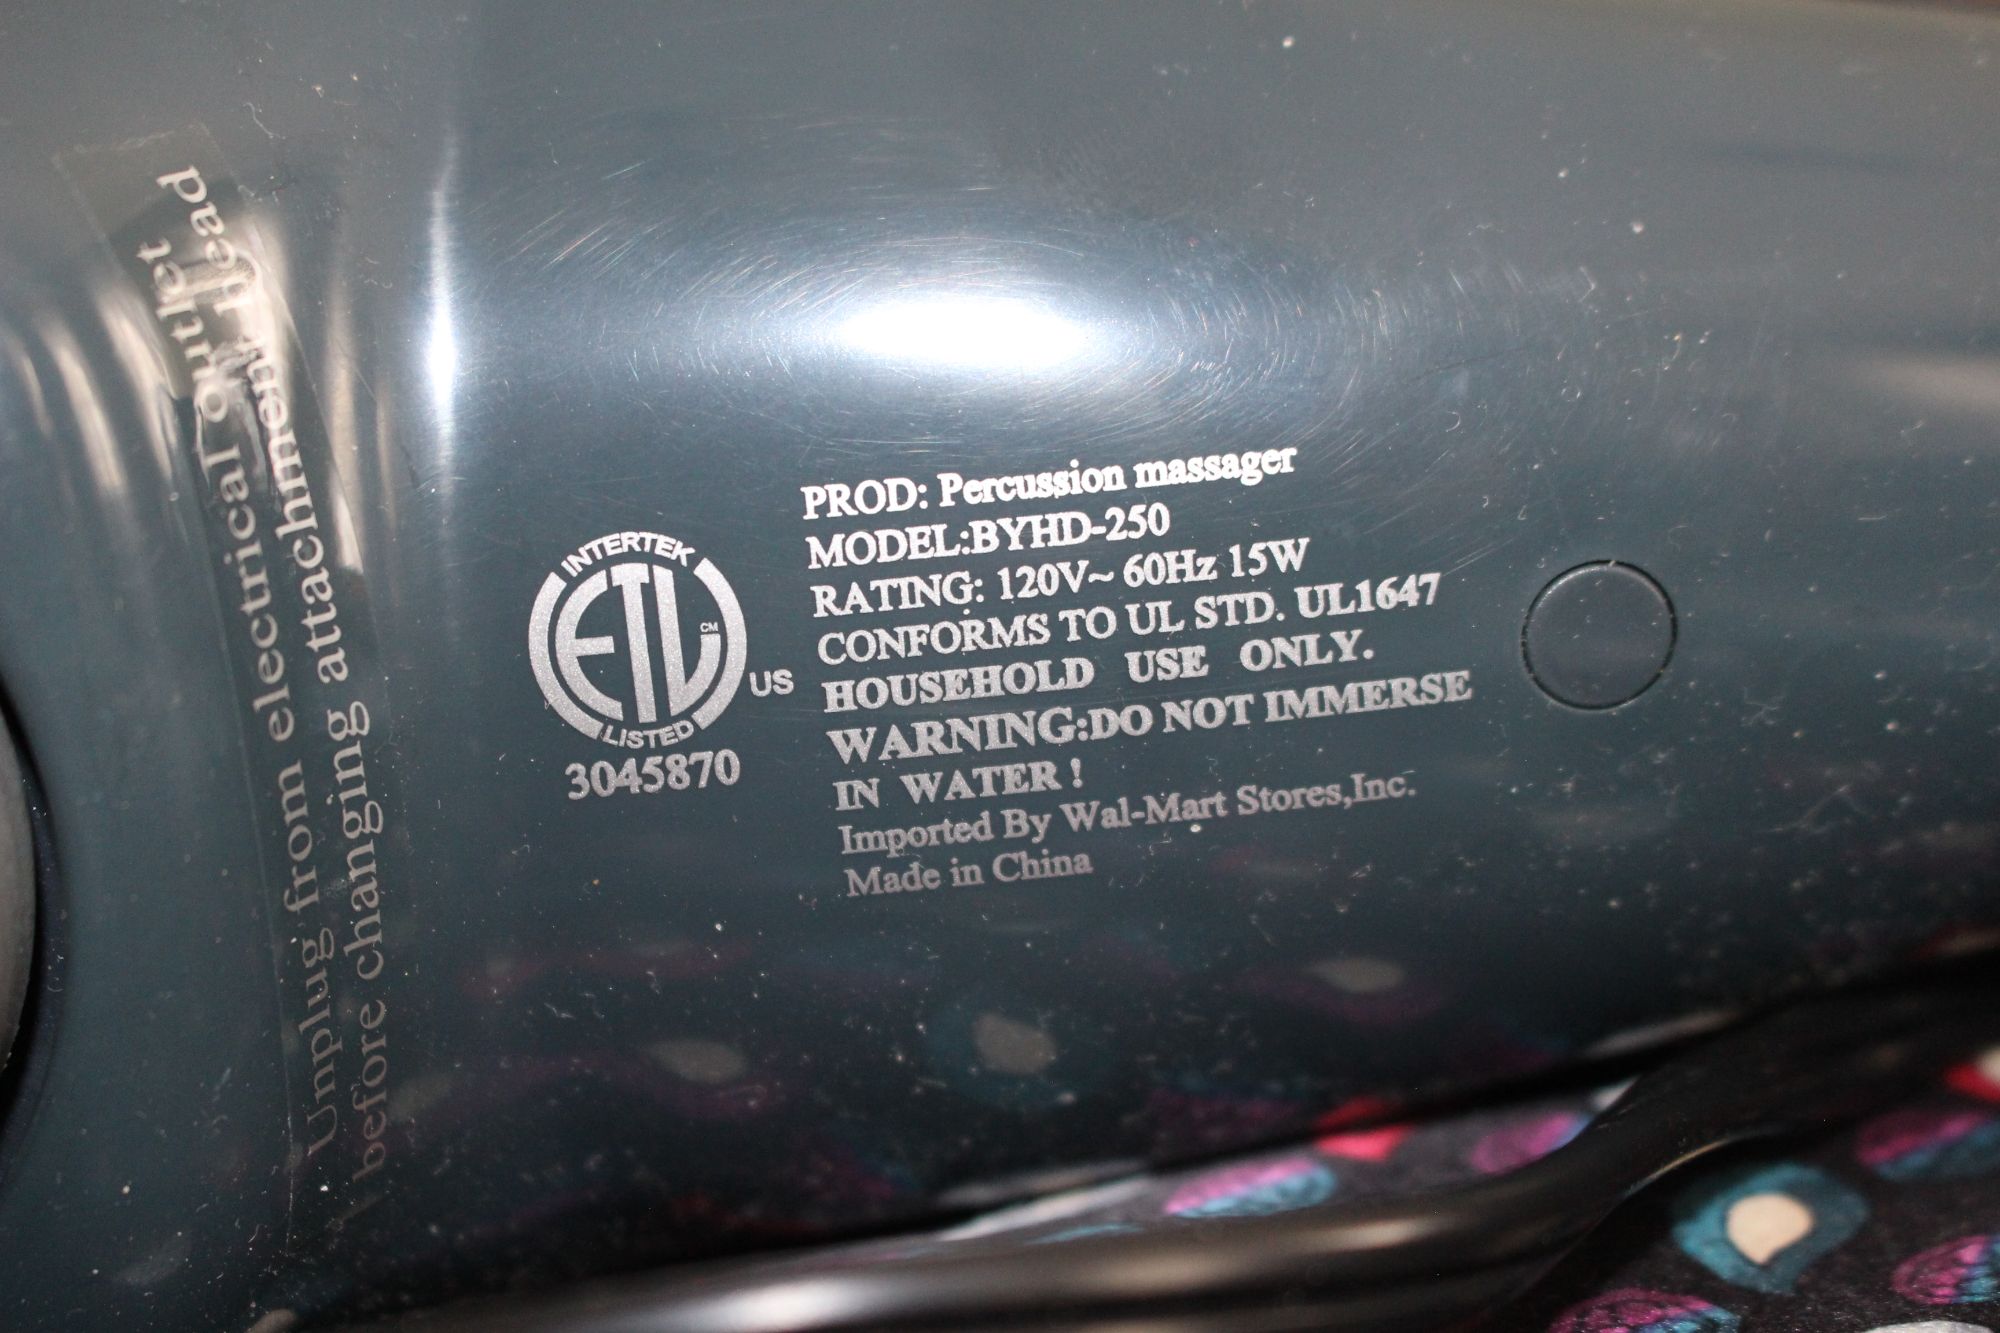 Unplug from electrical outlet
before changing attachment Head
INTERTEK
ETL CM
US
LISTED
3045870
PROD: Percussion massager
MODEL:BYHD-250
RATING: 120V~ 60Hz 15W
CONFORMS TO UL STD. UL1647
HOUSEHOLD USE ONLY.
WARNING:DO NOT IMMERSE
IN WATER !
Imported By Wal-Mart Stores,Inc.
Made in China